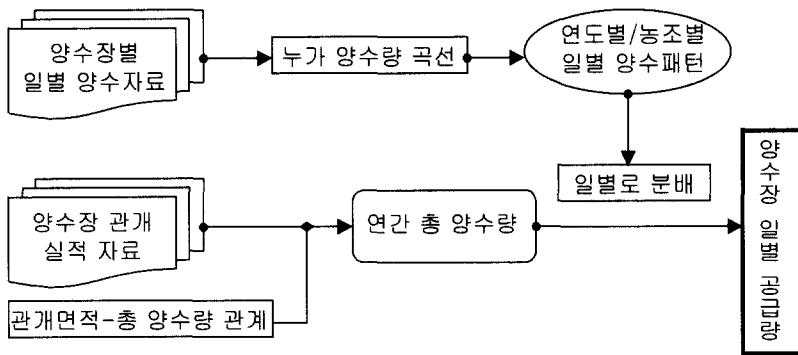 양수장별
일별 양수자료
누가 양수량 곡선
연도별/농조별
일별 양수패턴
일별로 분배
양수장 관개
실적 자료
연간 총 양수량
관개면적-총 양수량 관계
양수장 일별 공급량